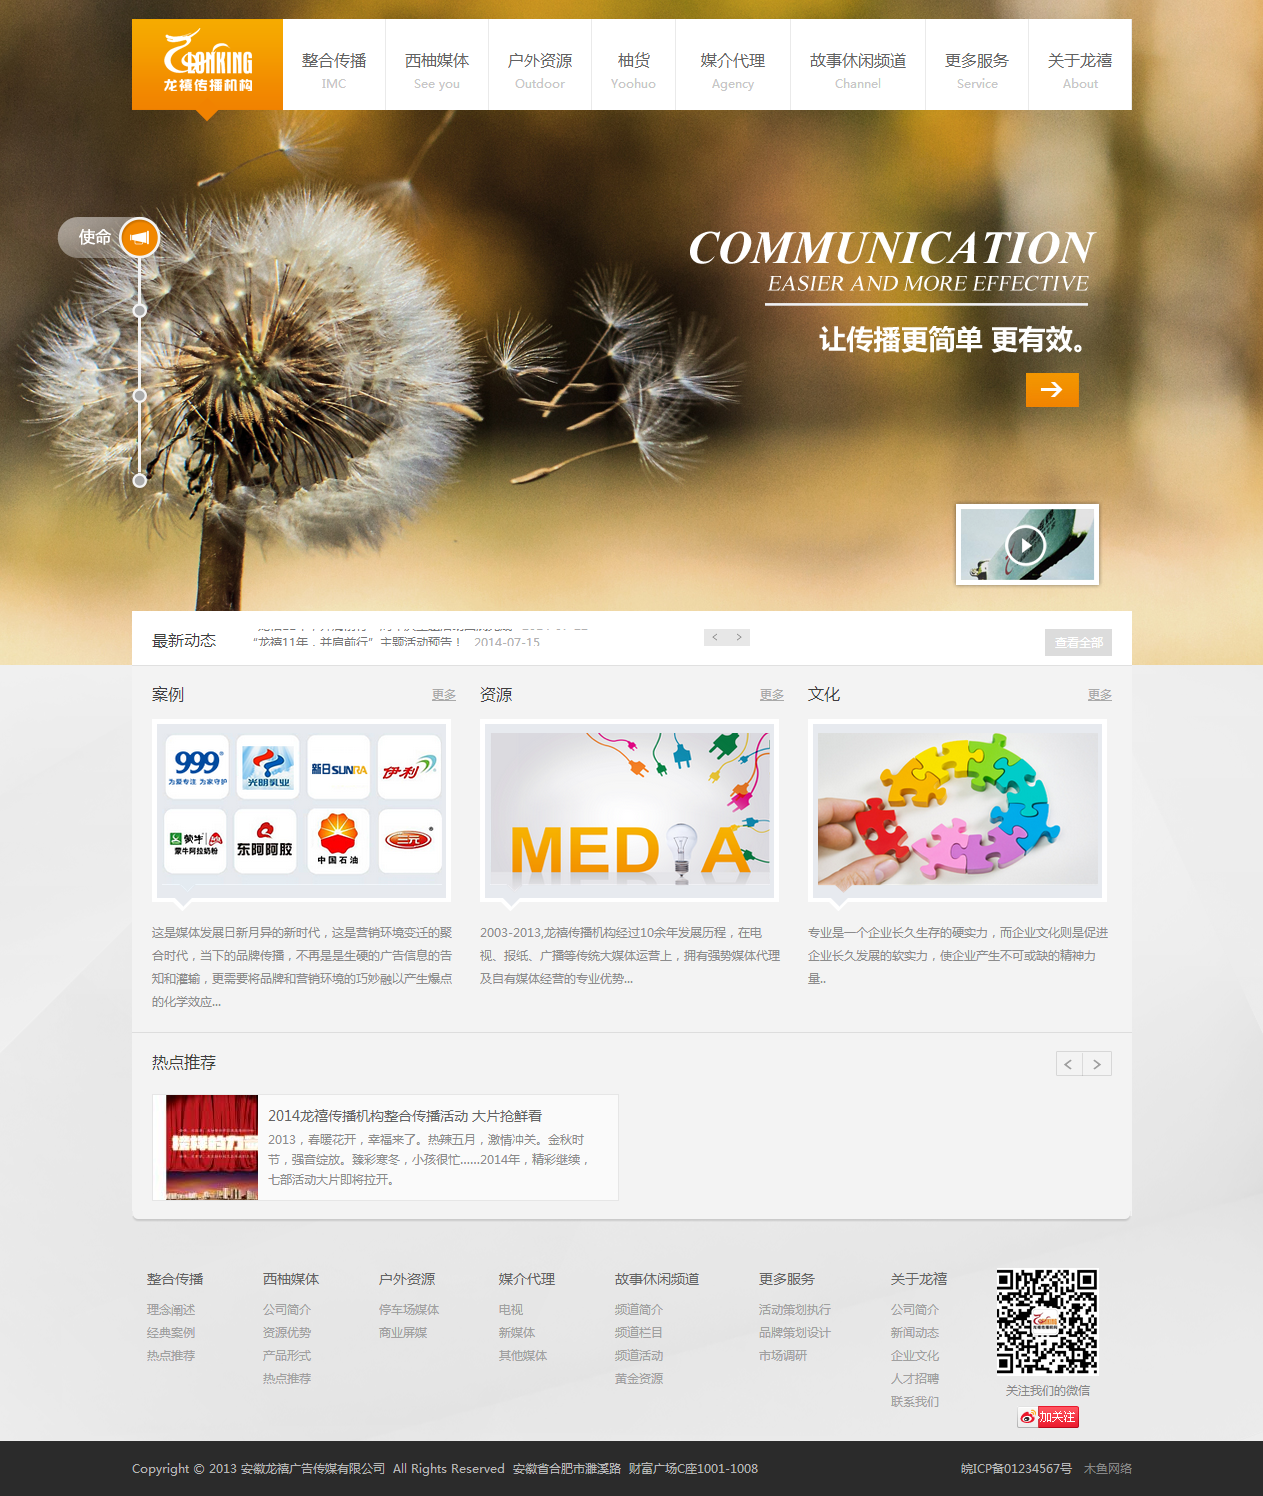 LONKING
龙禧传播机构
整合传播 西柚媒体 户外资源 柚货 媒介代理 故事休闲频道 更多服务 关于龙禧
IMC See you Outdoor Yoohuo Agency Channel Service About
使命
COMMUNICATION
EASIER AND MORE EFFECTIVE
让传播更简单 更有效。
最新动态
“龙禧11年，并肩前行”主题活动预告！ 2014-07-15
< >
查看全部
案例 更多
资源 更多
文化 更多
999 为爱专注 为家守护
光明乳业
新日SUNRA
伊利
蒙牛
蒙牛阿拉奶粉
东阿阿胶
中国石油
三元
MEDIA
这是媒体发展日新月异的新时代，这是营销环境变迁的聚
合时代，当下的品牌传播，不再是是生硬的广告信息的告
知和灌输，更需要将品牌和营销环境的巧妙融以产生爆点
的化学效应...
2003-2013,龙禧传播机构经过10余年发展历程，在电
视、报纸、广播等传统大媒体运营上，拥有强势媒体代理
及自有媒体经营的专业优势...
专业是一个企业长久生存的硬实力，而企业文化则是促进
企业长久发展的软实力，使企业产生不可或缺的精神力
量..
热点推荐
< >
榜样的力量
2014龙禧传播机构整合传播活动 大片抢鲜看
2013，春暖花开，幸福来了。热辣五月，激情冲关。金秋时
节，强音绽放。臻彩寒冬，小孩很忙……2014年，精彩继续，
七部活动大片即将拉开。
整合传播
理念阐述
经典案例
热点推荐
西柚媒体
公司简介
资源优势
产品形式
热点推荐
户外资源
停车场媒体
商业屏媒
媒介代理
电视
新媒体
其他媒体
故事休闲频道
频道简介
频道栏目
频道活动
黄金资源
更多服务
活动策划执行
品牌策划设计
市场调研
关于龙禧
公司简介
新闻动态
企业文化
人才招聘
联系我们
关注我们的微信
加关注
Copyright © 2013 安徽龙禧广告传媒有限公司 All Rights Reserved 安徽省合肥市濉溪路 财富广场C座1001-1008
皖ICP备01234567号 木鱼网络